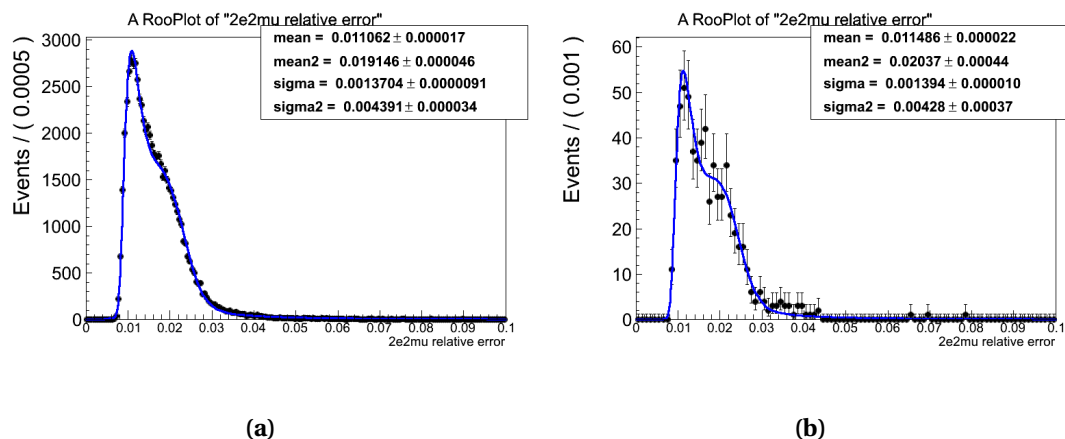 A RooPlot of "2e2mu relative error"
mean = 0.011062 ± 0.000017
mean2 = 0.019146 ± 0.000046
sigma = 0.0013704 ± 0.0000091
sigma2 = 0.004391 ± 0.000034
Events / ( 0.0005 )
3000
2500
2000
1500
1000
500
0
0 0.01 0.02 0.03 0.04 0.05 0.06 0.07 0.08 0.09 0.1
2e2mu relative error
(a)
A RooPlot of "2e2mu relative error"
mean = 0.011486 ± 0.000022
mean2 = 0.02037 ± 0.00044
sigma = 0.001394 ± 0.000010
sigma2 = 0.00428 ± 0.00037
Events / ( 0.001 )
60
50
40
30
20
10
0
0 0.01 0.02 0.03 0.04 0.05 0.06 0.07 0.08 0.09 0.1
2e2mu relative error
(b)